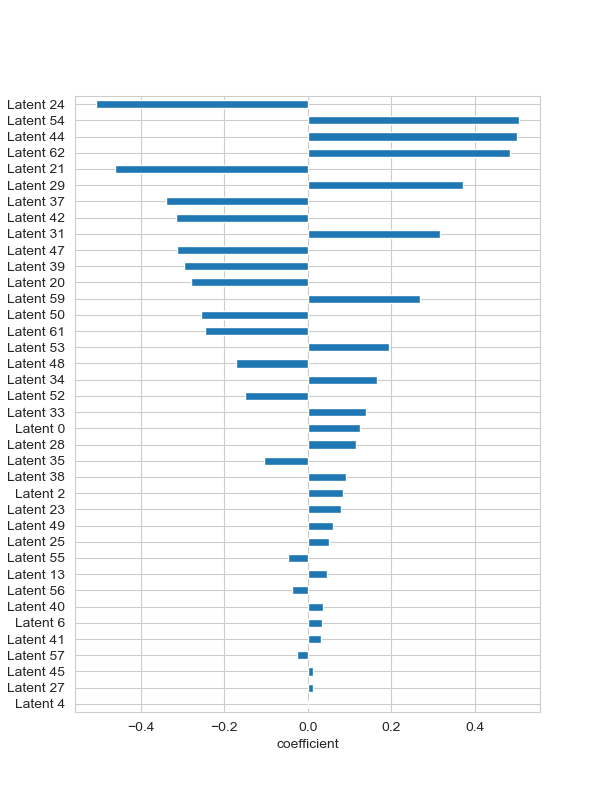 Latent 24
Latent 54
Latent 44
Latent 62
Latent 21
Latent 29
Latent 37
Latent 42
Latent 31
Latent 47
Latent 39
Latent 20
Latent 59
Latent 50
Latent 61
Latent 53
Latent 48
Latent 34
Latent 52
Latent 33
Latent 0
Latent 28
Latent 35
Latent 38
Latent 2
Latent 23
Latent 49
Latent 25
Latent 55
Latent 13
Latent 56
Latent 40
Latent 6
Latent 41
Latent 57
Latent 45
Latent 27
Latent 4
−0.4 −0.2 0.0 0.2 0.4
coefficient